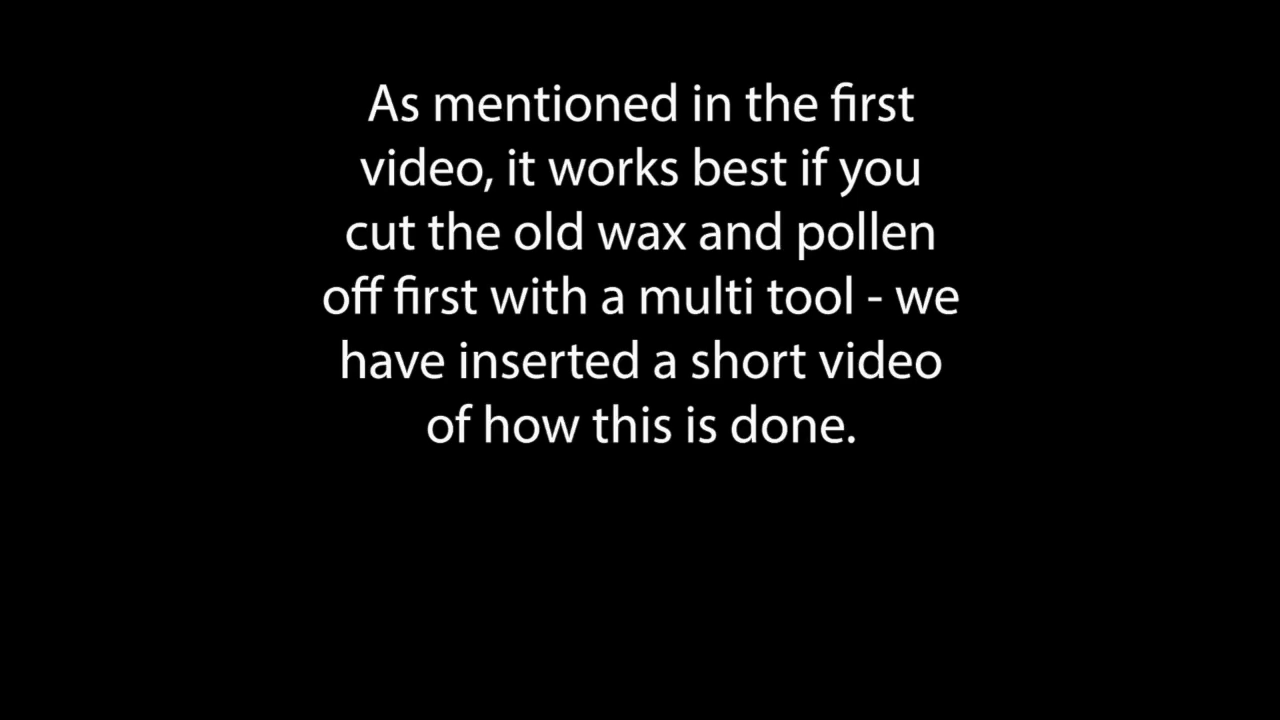 As mentioned in the first
video, it works best if you
cut the old wax and pollen
off first with a multi tool - we
have inserted a short video
of how this is done.